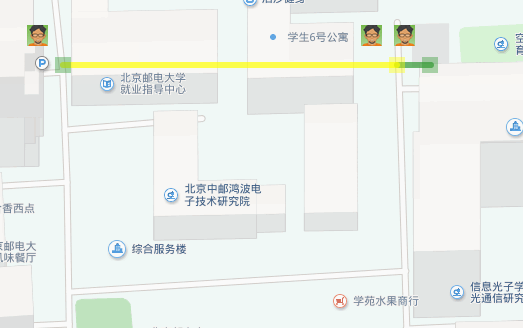 学生6号公寓
P
北京邮电大学
就业指导中心
北京中邮鸿波电
子技术研究院
香西点
邮电大
风味餐厅
综合服务楼
信息光子学
光通信研究
学苑水果商行